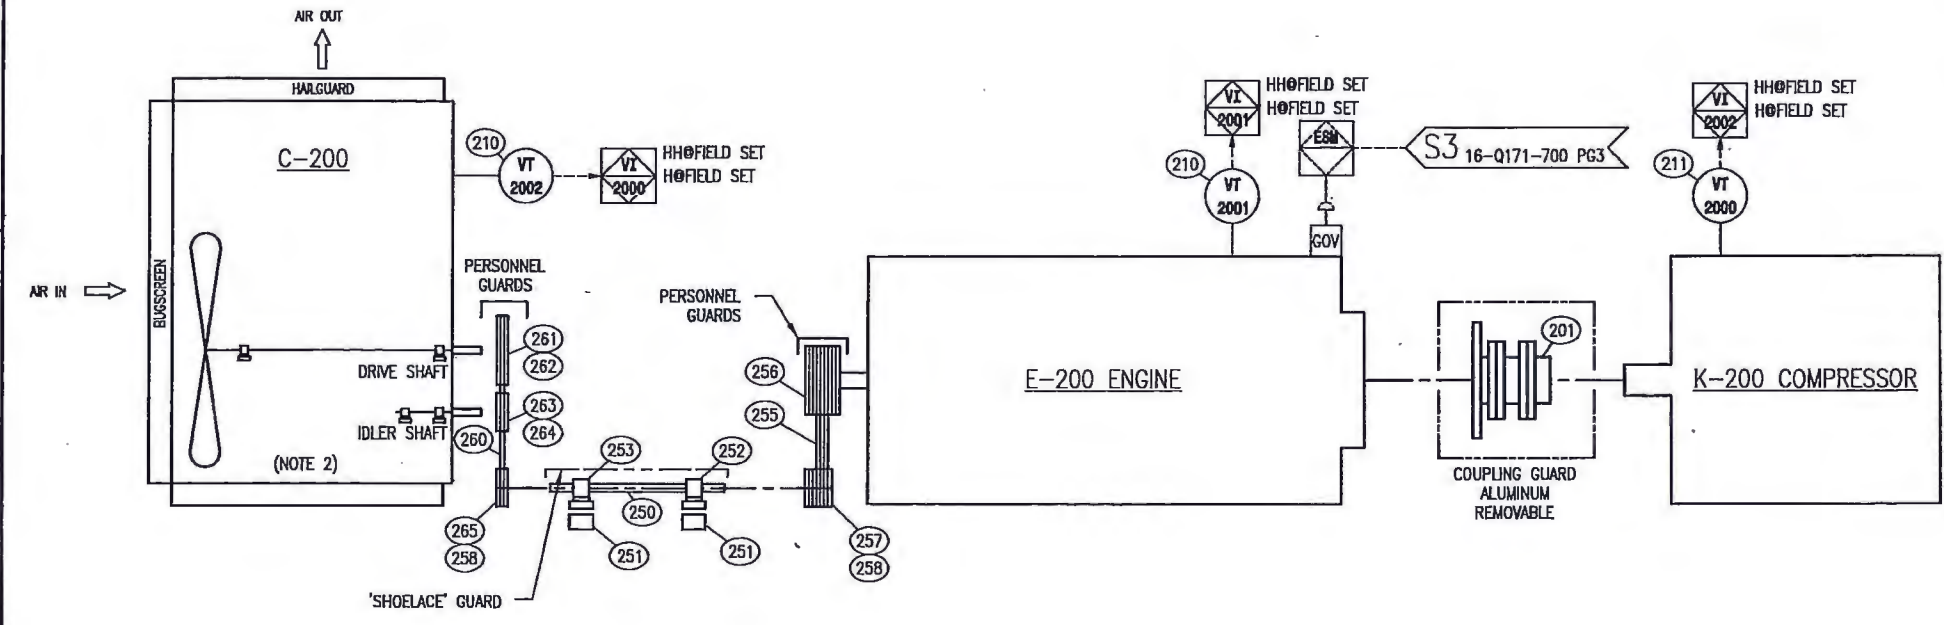 AIR OUT
HAILGUARD
C-200
BUGSCREEN
AIR IN
210
VT
2002
VI
2000
HH@FIELD SET
H@FIELD SET
PERSONNEL
GUARDS
DRIVE SHAFT
IDLER SHAFT
(NOTE 2)
261
262
263
264
260
265
258
253
252
250
251
251
'SHOELACE' GUARD
PERSONNEL
GUARDS
256
255
257
258
E-200 ENGINE
VI
2001
HH@FIELD SET
H@FIELD SET
210
VT
2001
ESM
GOV
S3 16-Q171-700 PG3
201
COUPLING GUARD
ALUMINUM
REMOVABLE
VI
2002
HH@FIELD SET
H@FIELD SET
211
VT
2000
K-200 COMPRESSOR